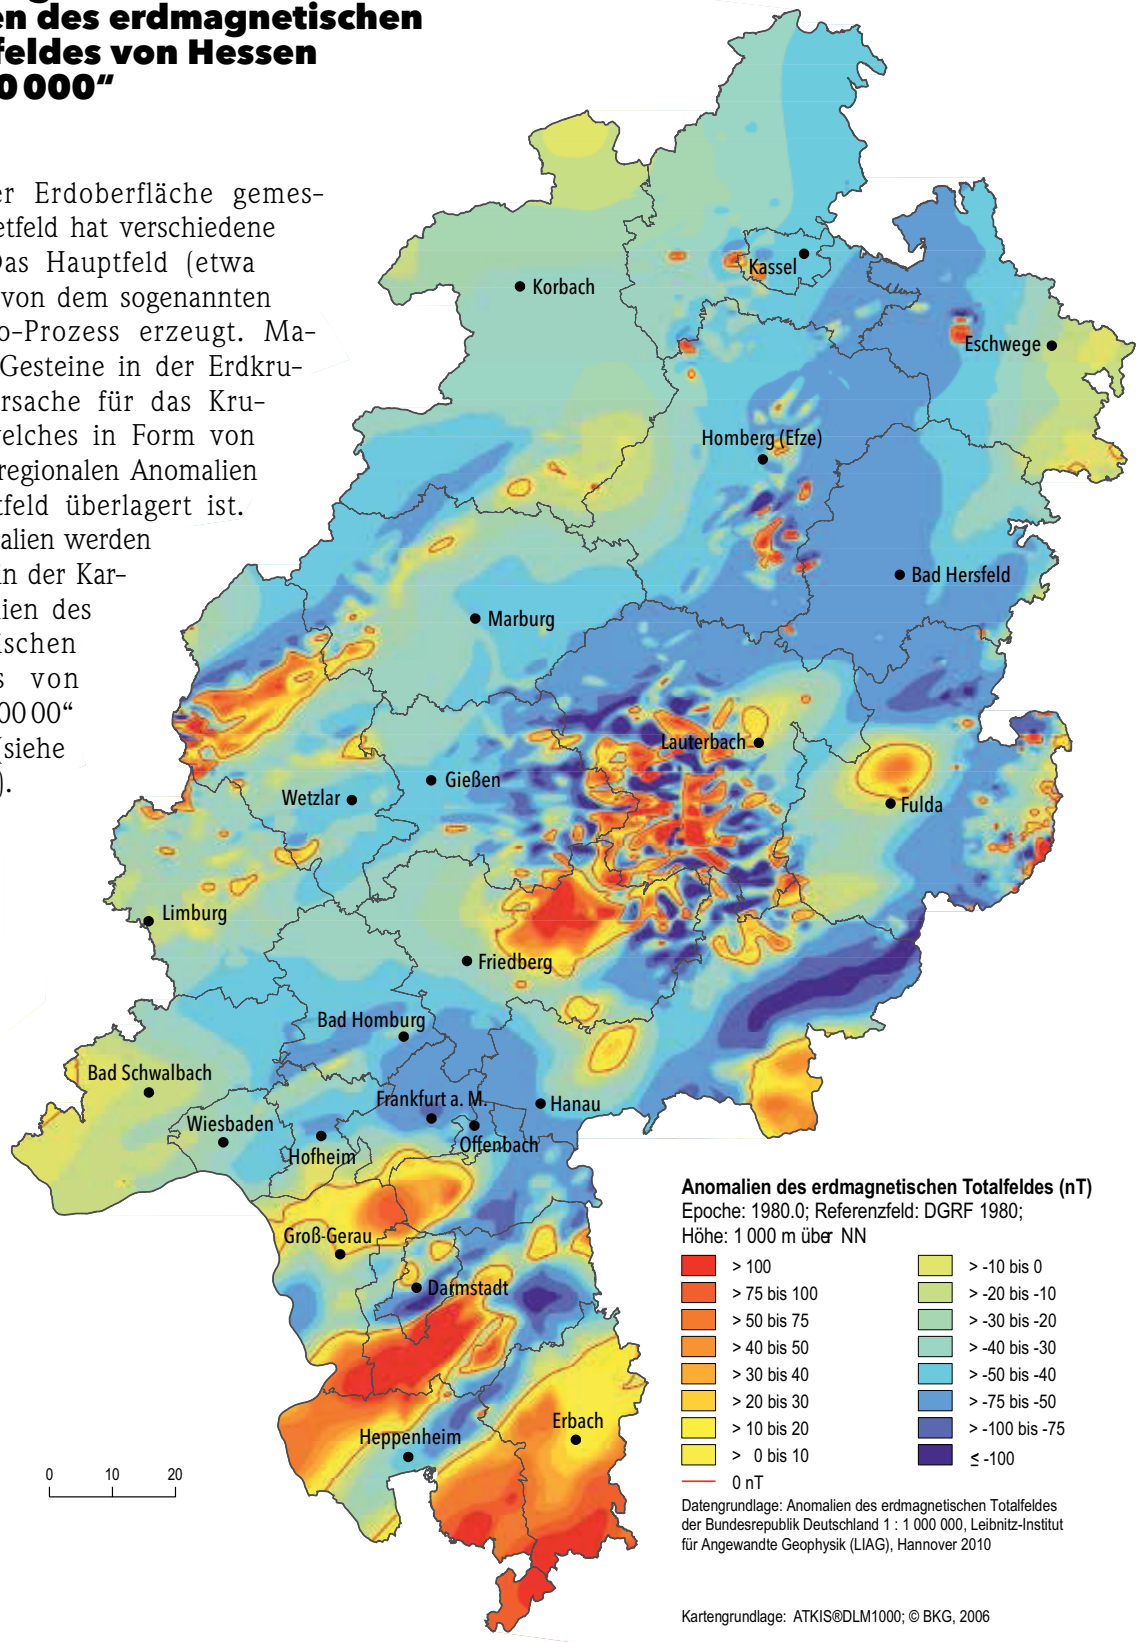 en des erdmagnetischen
feldes von Hessen
0 000“
er Erdoberfläche gemes-
etfeld hat verschiedene
Das Hauptfeld (etwa
von dem sogenannten
o-Prozess erzeugt. Ma-
Gesteine in der Erdkru-
rsache für das Kru-
welches in Form von
regionalen Anomalien
tfeld überlagert ist.
alien werden
in der Kar-
lien des
ischen
s von
000 00“
(siehe
).
Kassel
Korbach
Eschwege
Homberg (Efze)
Bad Hersfeld
Marburg
Lauterbach
Gießen
Wetzlar
Fulda
Limburg
Friedberg
Bad Homburg
Bad Schwalbach
Frankfurt a. M.
Hanau
Wiesbaden
Offenbach
Hofheim
Groß-Gerau
Darmstadt
Erbach
Heppenheim
0 10 20
Anomalien des erdmagnetischen Totalfeldes (nT)
Epoche: 1980.0; Referenzfeld: DGRF 1980;
Höhe: 1 000 m über NN
> 100
> 75 bis 100
> 50 bis 75
> 40 bis 50
> 30 bis 40
> 20 bis 30
> 10 bis 20
> 0 bis 10
0 nT
> -10 bis 0
> -20 bis -10
> -30 bis -20
> -40 bis -30
> -50 bis -40
> -75 bis -50
> -100 bis -75
≤ -100
Datengrundlage: Anomalien des erdmagnetischen Totalfeldes
der Bundesrepublik Deutschland 1 : 1 000 000, Leibnitz-Institut
für Angewandte Geophysik (LIAG), Hannover 2010
Kartengrundlage: ATKIS®DLM1000; © BKG, 2006